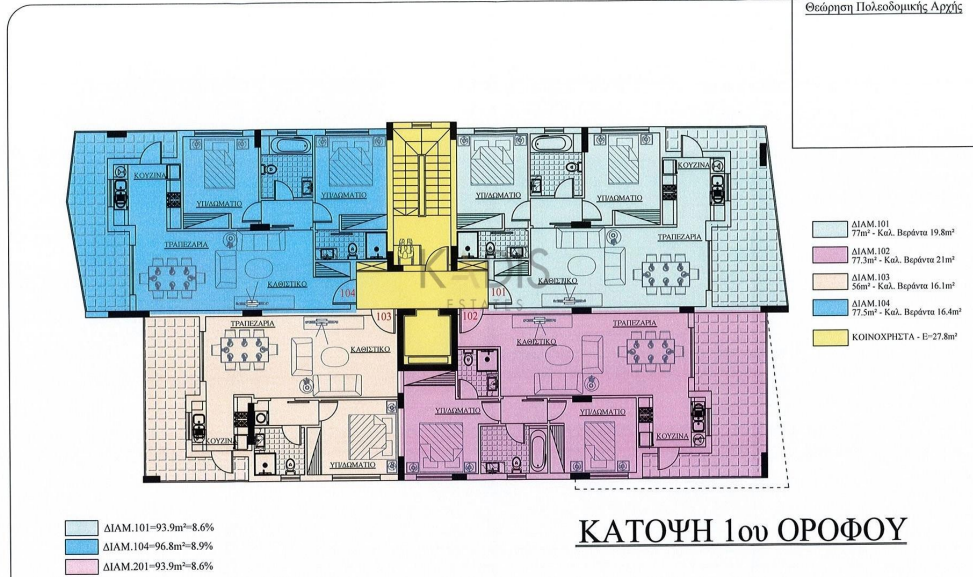 Θεώρηση Πολεοδομικής Αρχής
ΚΟΥΖΙΝΑ
ΥΠ/ΔΩΜΑΤΙΟ
ΥΠ/ΔΩΜΑΤΙΟ
ΥΠ/ΔΩΜΑΤΙΟ
ΥΠ/ΔΩΜΑΤΙΟ
ΚΟΥΖΙΝΑ
ΤΡΑΠΕΖΑΡΙΑ
ΤΡΑΠΕΖΑΡΙΑ
ΚΑΘΙΣΤΙΚΟ
ΚΑΘΙΣΤΙΚΟ
104
101
KADIS
ESTATES
103
102
ΤΡΑΠΕΖΑΡΙΑ
ΚΑΘΙΣΤΙΚΟ
ΚΑΘΙΣΤΙΚΟ
ΤΡΑΠΕΖΑΡΙΑ
ΚΟΥΖΙΝΑ
ΥΠ/ΔΩΜΑΤΙΟ
ΥΠ/ΔΩΜΑΤΙΟ
ΥΠ/ΔΩΜΑΤΙΟ
ΚΟΥΖΙΝΑ
ΔΙΑΜ.101
77m² - Καλ. Βεράντα 19.8m²
ΔΙΑΜ.102
77.3m² - Καλ. Βεράντα 21m²
ΔΙΑΜ.103
56m² - Καλ. Βεράντα 16.1m²
ΔΙΑΜ.104
77.5m² - Καλ. Βεράντα 16.4m²
ΚΟΙΝΟΧΡΗΣΤΑ - Ε=27.8m²
ΔΙΑΜ.101=93.9m²=8.6%
ΔΙΑΜ.104=96.8m²=8.9%
ΔΙΑΜ.201=93.9m²=8.6%
ΚΑΤΟΨΗ 1ου ΟΡΟΦΟΥ